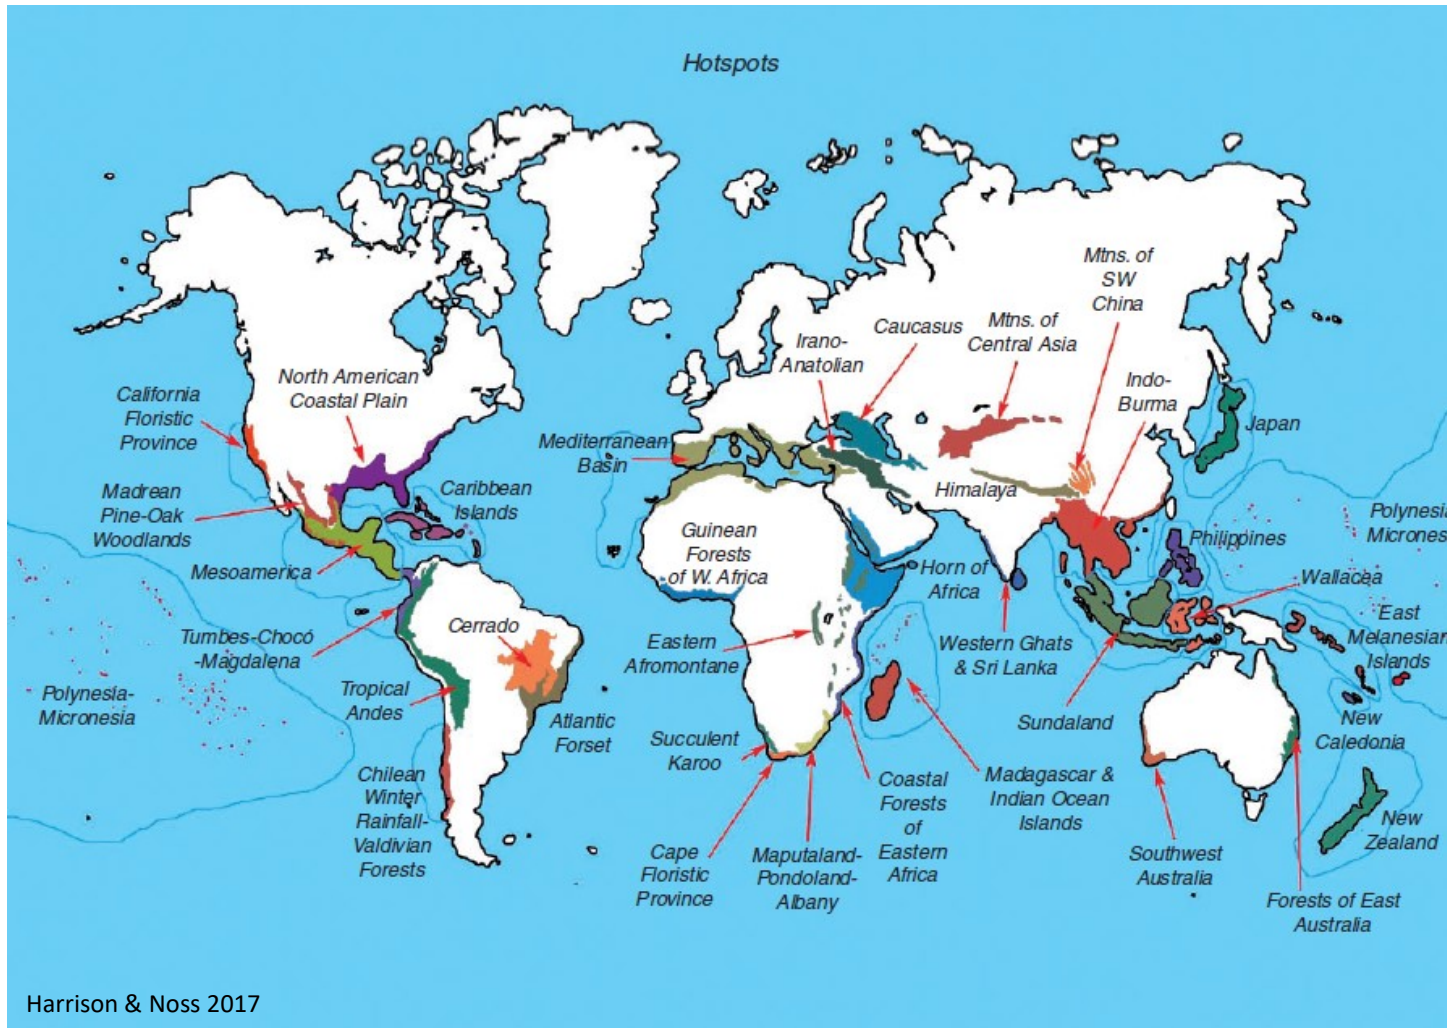 Hotspots
Mtns. of
SW
China
Caucasus
Mtns. of
Central Asia
Irano-
Anatolian
Indo-
Burma
North American
Coastal Plain
California
Floristic
Province
Japan
Mediterranean
Basin
Madrean
Pine-Oak
Woodlands
Caribbean
Islands
Himalaya
Polynesia
Micrones
Guinean
Forests
of W. Africa
Philippines
Mesoamerica
Horn of
Africa
Wallacea
Tumbes-Chocó
-Magdalena
Cerrado
Eastern
Afromontane
Western Ghats
& Sri Lanka
East
Melanesian
Islands
Polynesia-
Micronesia
Tropical
Andes
Atlantic
Forset
Sundaland
New
Caledonia
Succulent
Karoo
Chilean
Winter
Rainfall-
Valdivian
Forests
Coastal
Forests
of
Eastern
Africa
Madagascar &
Indian Ocean
Islands
New
Zealand
Cape
Floristic
Province
Maputaland-
Pondoland-
Albany
Southwest
Australia
Forests of East
Australia
Harrison & Noss 2017